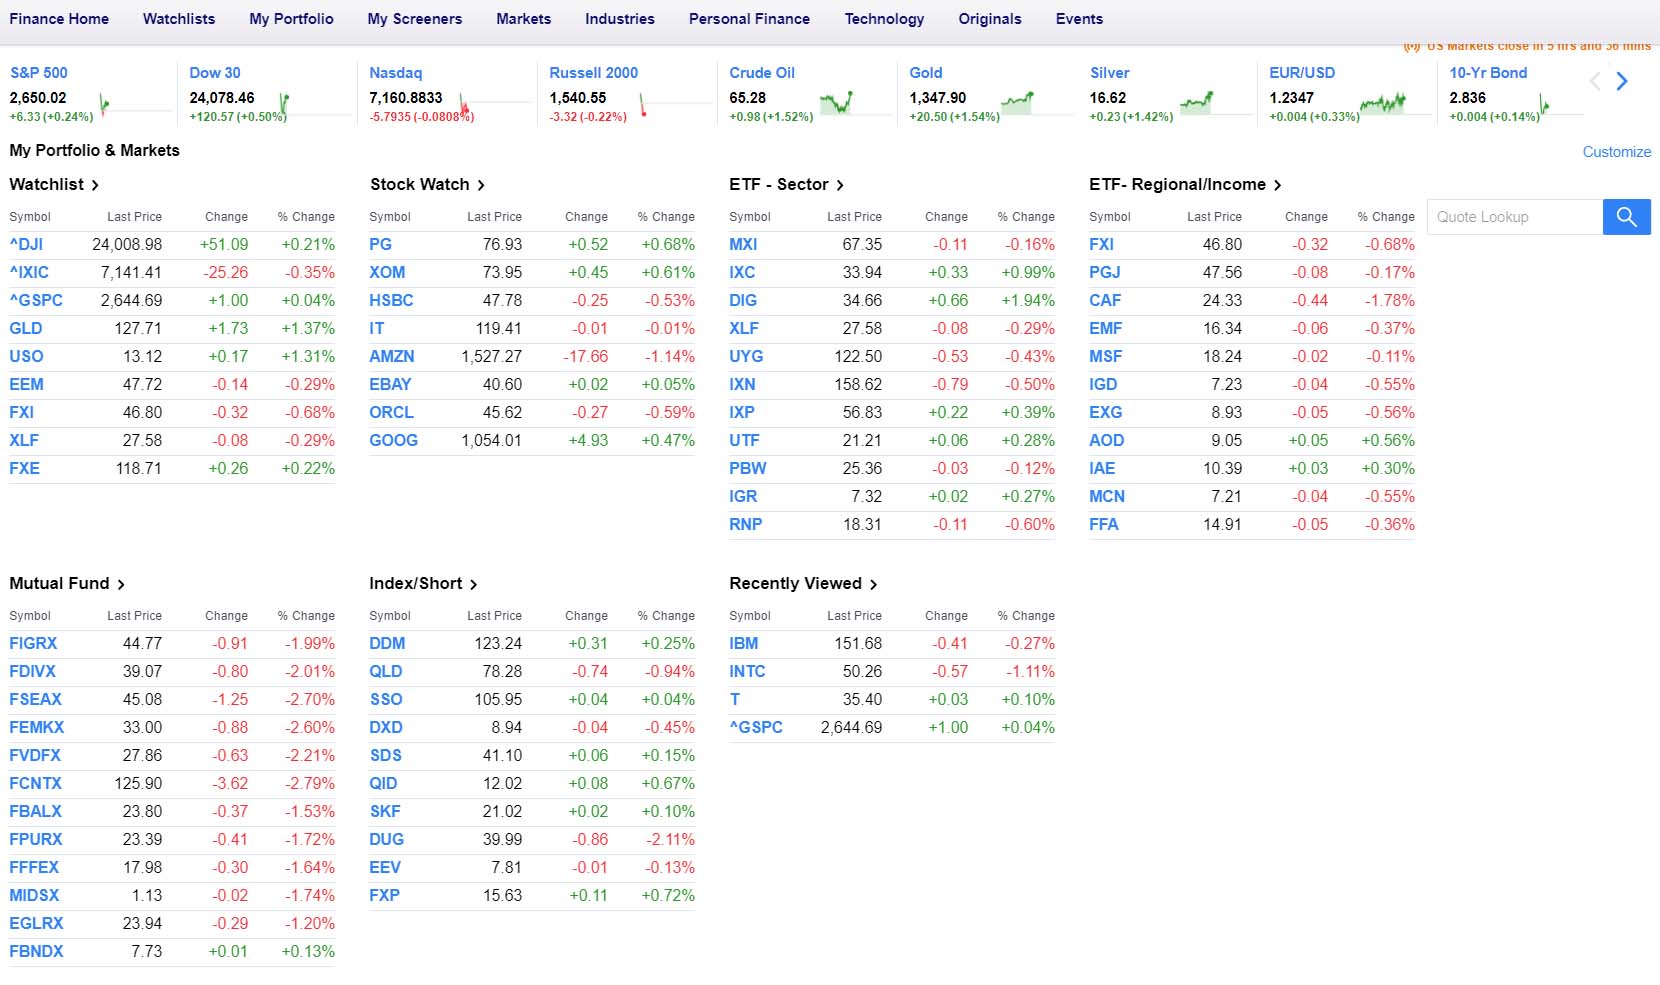 Finance Home Watchlists My Portfolio My Screeners Markets Industries Personal Finance Technology Originals Events
US Markets close in 5 hrs and 36 mins
S&P 500 Dow 30 Nasdaq Russell 2000 Crude Oil Gold Silver EUR/USD 10-Yr Bond
2,650.02 24,078.46 7,160.8833 1,540.55 65.28 1,347.90 16.62 1.2347 2.836
+6.33 (+0.24%) +120.57 (+0.50%) -5.7935 (-0.0808%) -3.32 (-0.22%) +0.98 (+1.52%) +20.50 (+1.54%) +0.23 (+1.42%) +0.004 (+0.33%) +0.004 (+0.14%)
My Portfolio & Markets Customize
Watchlist
Symbol Last Price Change % Change
^DJI 24,008.98 +51.09 +0.21%
^IXIC 7,141.41 -25.26 -0.35%
^GSPC 2,644.69 +1.00 +0.04%
GLD 127.71 +1.73 +1.37%
USO 13.12 +0.17 +1.31%
EEM 47.72 -0.14 -0.29%
FXI 46.80 -0.32 -0.68%
XLF 27.58 -0.08 -0.29%
FXE 118.71 +0.26 +0.22%
Stock Watch
Symbol Last Price Change % Change
PG 76.93 +0.52 +0.68%
XOM 73.95 +0.45 +0.61%
HSBC 47.78 -0.25 -0.53%
IT 119.41 -0.01 -0.01%
AMZN 1,527.27 -17.66 -1.14%
EBAY 40.60 +0.02 +0.05%
ORCL 45.62 -0.27 -0.59%
GOOG 1,054.01 +4.93 +0.47%
ETF - Sector
Symbol Last Price Change % Change
MXI 67.35 -0.11 -0.16%
IXC 33.94 +0.33 +0.99%
DIG 34.66 +0.66 +1.94%
XLF 27.58 -0.08 -0.29%
UYG 122.50 -0.53 -0.43%
IXN 158.62 -0.79 -0.50%
IXP 56.83 +0.22 +0.39%
UTF 21.21 +0.06 +0.28%
PBW 25.36 -0.03 -0.12%
IGR 7.32 +0.02 +0.27%
RNP 18.31 -0.11 -0.60%
ETF- Regional/Income
Symbol Last Price Change % Change
FXI 46.80 -0.32 -0.68%
PGJ 47.56 -0.08 -0.17%
CAF 24.33 -0.44 -1.78%
EMF 16.34 -0.06 -0.37%
MSF 18.24 -0.02 -0.11%
IGD 7.23 -0.04 -0.55%
EXG 8.93 -0.05 -0.56%
AOD 9.05 +0.05 +0.56%
IAE 10.39 +0.03 +0.30%
MCN 7.21 -0.04 -0.55%
FFA 14.91 -0.05 -0.36%
Quote Lookup
Mutual Fund
Symbol Last Price Change % Change
FIGRX 44.77 -0.91 -1.99%
FDIVX 39.07 -0.80 -2.01%
FSEAX 45.08 -1.25 -2.70%
FEMKX 33.00 -0.88 -2.60%
FVDFX 27.86 -0.63 -2.21%
FCNTX 125.90 -3.62 -2.79%
FBALX 23.80 -0.37 -1.53%
FPURX 23.39 -0.41 -1.72%
FFFEX 17.98 -0.30 -1.64%
MIDSX 1.13 -0.02 -1.74%
EGLRX 23.94 -0.29 -1.20%
FBNDX 7.73 +0.01 +0.13%
Index/Short
Symbol Last Price Change % Change
DDM 123.24 +0.31 +0.25%
QLD 78.28 -0.74 -0.94%
SSO 105.95 +0.04 +0.04%
DXD 8.94 -0.04 -0.45%
SDS 41.10 +0.06 +0.15%
QID 12.02 +0.08 +0.67%
SKF 21.02 +0.02 +0.10%
DUG 39.99 -0.86 -2.11%
EEV 7.81 -0.01 -0.13%
FXP 15.63 +0.11 +0.72%
Recently Viewed
Symbol Last Price Change % Change
IBM 151.68 -0.41 -0.27%
INTC 50.26 -0.57 -1.11%
T 35.40 +0.03 +0.10%
^GSPC 2,644.69 +1.00 +0.04%